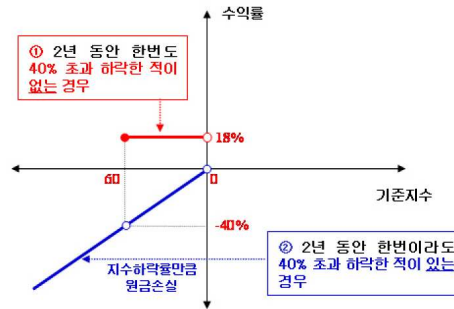 수익률
① 2년 동안 한번도
40% 초과 하락한 적이
없는 경우
18%
60
0
기준지수
-40%
② 2년 동안 한번이라도
40% 초과 하락한 적이 있는
경우
지수하락률만큼
원금손실